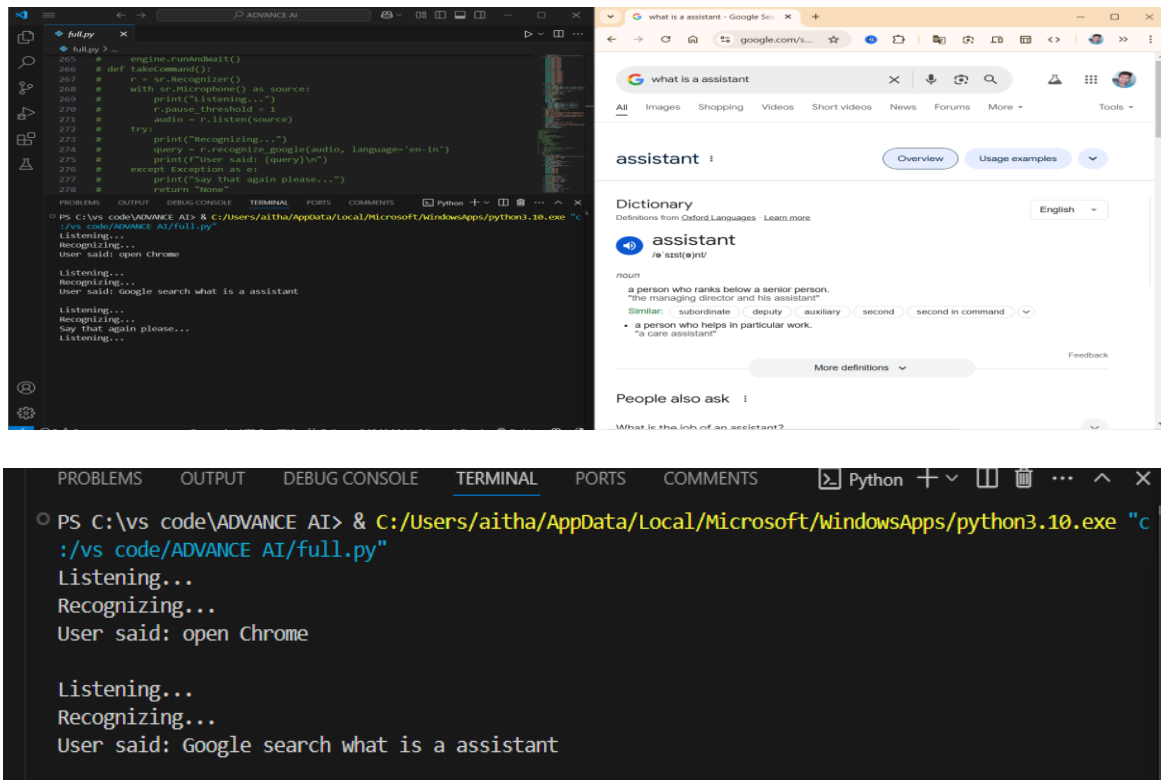 ADVANCE AI
full.py
full.py > ...
265 # engine.runAndWait()
266 # def takeCommand():
267 # r = sr.Recognizer()
268 # with sr.Microphone() as source:
269 # print("Listening...")
270 # r.pause_threshold = 1
271 # audio = r.listen(source)
272 # try:
273 # print("Recognizing...")
274 # query = r.recognize_google(audio, language='en-in')
275 # print(f"User said: {query}\n")
276 # except Exception as e:
277 # print("Say that again please...")
278 # return "None"
PROBLEMS OUTPUT DEBUG CONSOLE TERMINAL PORTS COMMENTS Python
PS C:\vs code\ADVANCE AI> & C:/Users/aitha/AppData/Local/Microsoft/WindowsApps/python3.10.exe "c
:/vs code/ADVANCE AI/full.py"
Listening...
Recognizing...
User said: open Chrome
Listening...
Recognizing...
User said: Google search what is a assistant
Listening...
Recognizing...
Say that again please...
Listening...
what is a assistant - Google Sea
google.com/s...
what is a assistant
All Images Shopping Videos Short videos News Forums More Tools
assistant
Overview Usage examples
Dictionary
Definitions from Oxford Languages · Learn more
English
assistant
/əˈsɪst(ə)nt/
noun
a person who ranks below a senior person.
"the managing director and his assistant"
Similar: subordinate deputy auxiliary second second in command
• a person who helps in particular work.
"a care assistant"
Feedback
More definitions
People also ask
What is the job of an assistant?
PROBLEMS OUTPUT DEBUG CONSOLE TERMINAL PORTS COMMENTS Python
PS C:\vs code\ADVANCE AI> & C:/Users/aitha/AppData/Local/Microsoft/WindowsApps/python3.10.exe "c
:/vs code/ADVANCE AI/full.py"
Listening...
Recognizing...
User said: open Chrome
Listening...
Recognizing...
User said: Google search what is a assistant